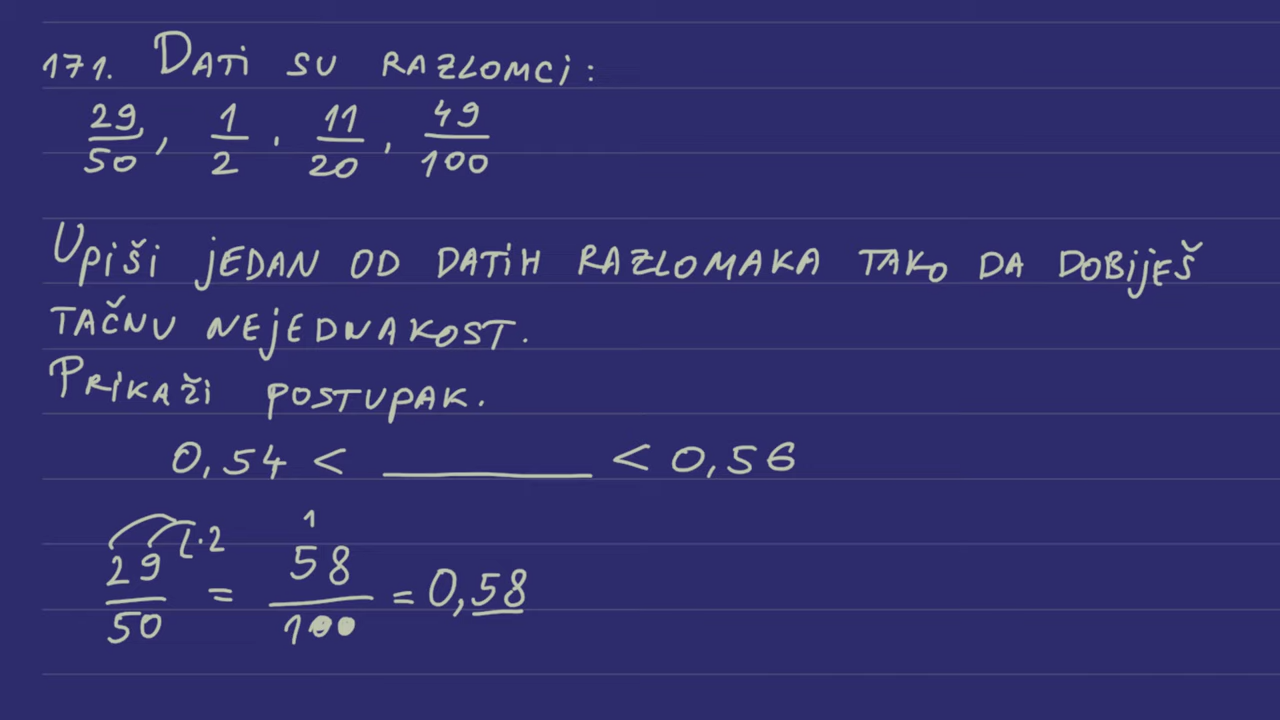 171. DATI SU RAZLOMCI:
29/50, 1/2, 11/20, 49/100
UPIŠI JEDAN OD DATIH RAZLOMAKA TAKO DA DOBIJEŠ
TAČNU NEJEDNAKOST.
PRIKAŽI POSTUPAK.
0,54 < ________ < 0,56
1
29/50 |·2 = 58/100 = 0,58